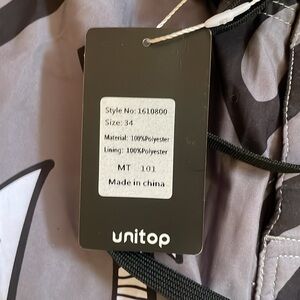 Style No: 1610800
Size: 34
Material: 100%Polyester
Lining: 100%Polyester
MT 101
Made in china
unitop